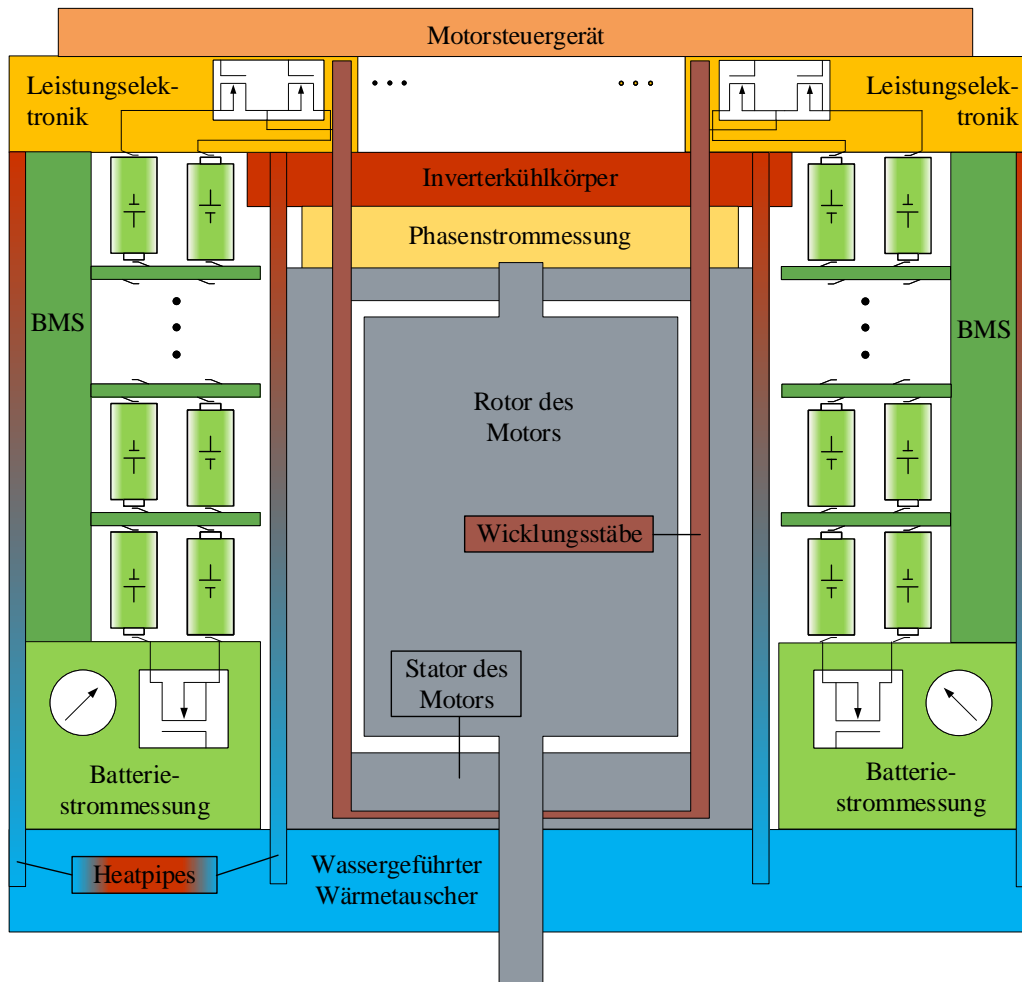 Motorsteuergerät
Leistungselek-
tronik
Leistungselek-
tronik
Inverterkühlkörper
Phasenstrommessung
BMS
BMS
Rotor des
Motors
Wicklungsstäbe
Stator des
Motors
Batterie-
strommessung
Batterie-
strommessung
Heatpipes
Wassergeführter
Wärmetauscher